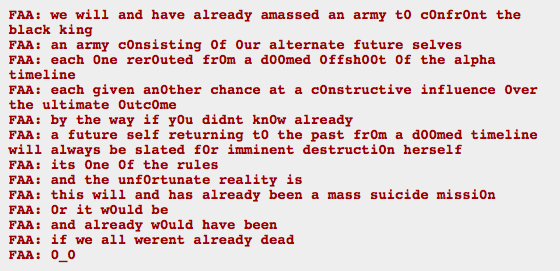 FAA: we will and have already amassed an army t0 c0nfr0nt the
black king
FAA: an army c0nsisting 0f 0ur alternate future selves
FAA: each 0ne rer0uted fr0m a d00med 0ffsh00t 0f the alpha
timeline
FAA: each given an0ther chance at a c0nstructive influence 0ver
the ultimate 0utc0me
FAA: by the way if y0u didnt kn0w already
FAA: a future self returning t0 the past fr0m a d00med timeline
will always be slated f0r imminent destructi0n herself
FAA: its 0ne 0f the rules
FAA: and the unf0rtunate reality is
FAA: this will and has already been a mass suicide missi0n
FAA: 0r it w0uld be
FAA: and already w0uld have been
FAA: if we all werent already dead
FAA: 0_0